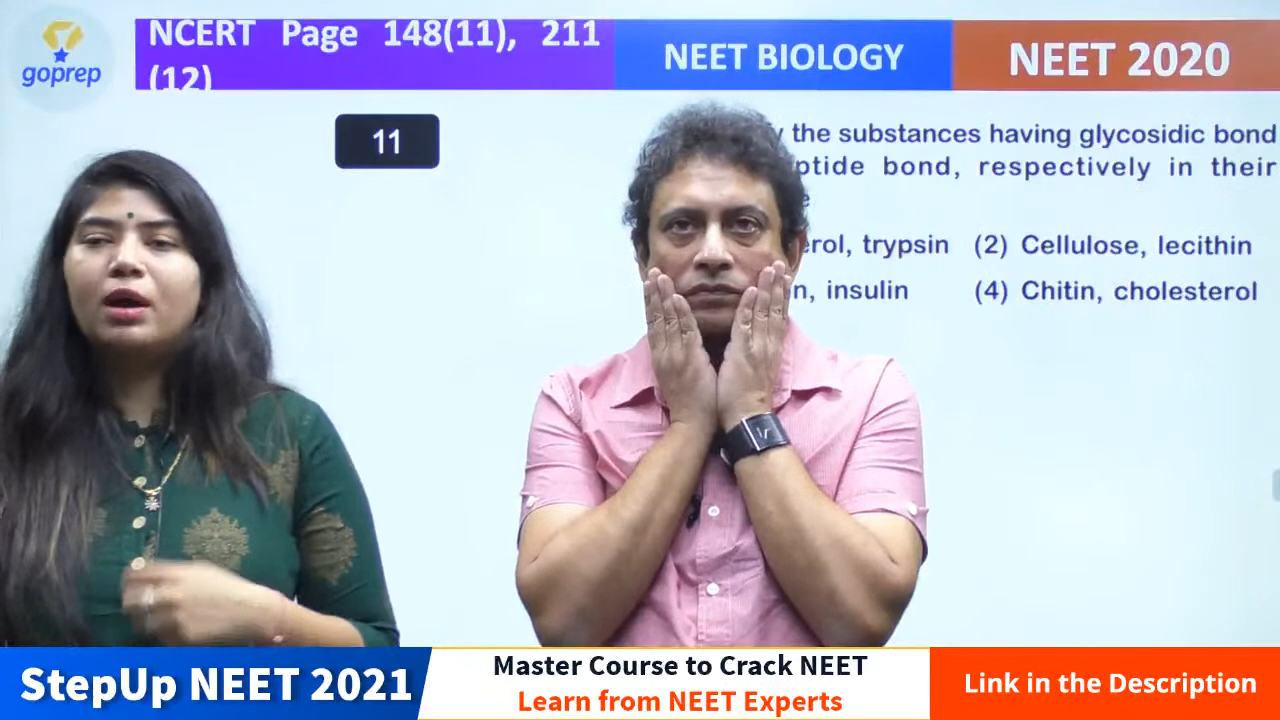 goprep
NCERT Page 148(11), 211
(12)
NEET BIOLOGY
NEET 2020
11
the substances having glycosidic bond
bond, respectively in their
trypsin (2) Cellulose, lecithin
insulin (4) Chitin, cholesterol
StepUp NEET 2021
Master Course to Crack NEET
Learn from NEET Experts
Link in the Description